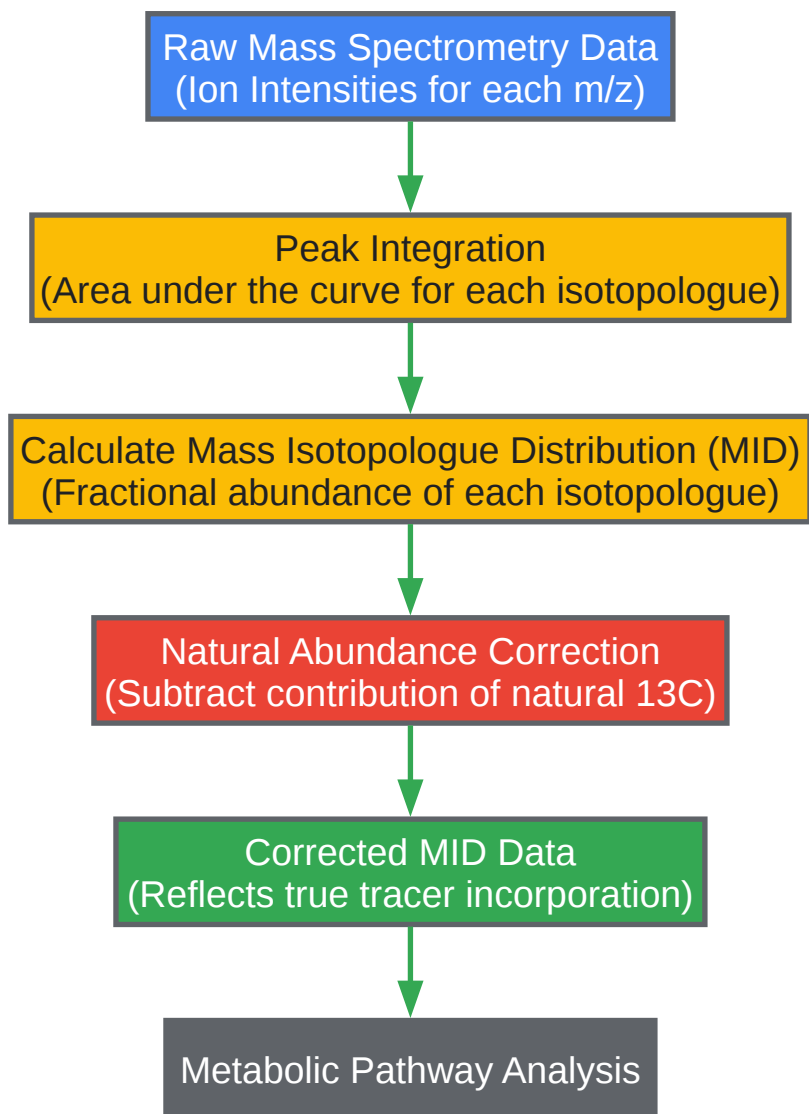 Raw Mass Spectrometry Data
(Ion Intensities for each m/z)
Peak Integration
(Area under the curve for each isotopologue)
Calculate Mass Isotopologue Distribution (MID)
(Fractional abundance of each isotopologue)
Natural Abundance Correction
(Subtract contribution of natural 13C)
Corrected MID Data
(Reflects true tracer incorporation)
Metabolic Pathway Analysis